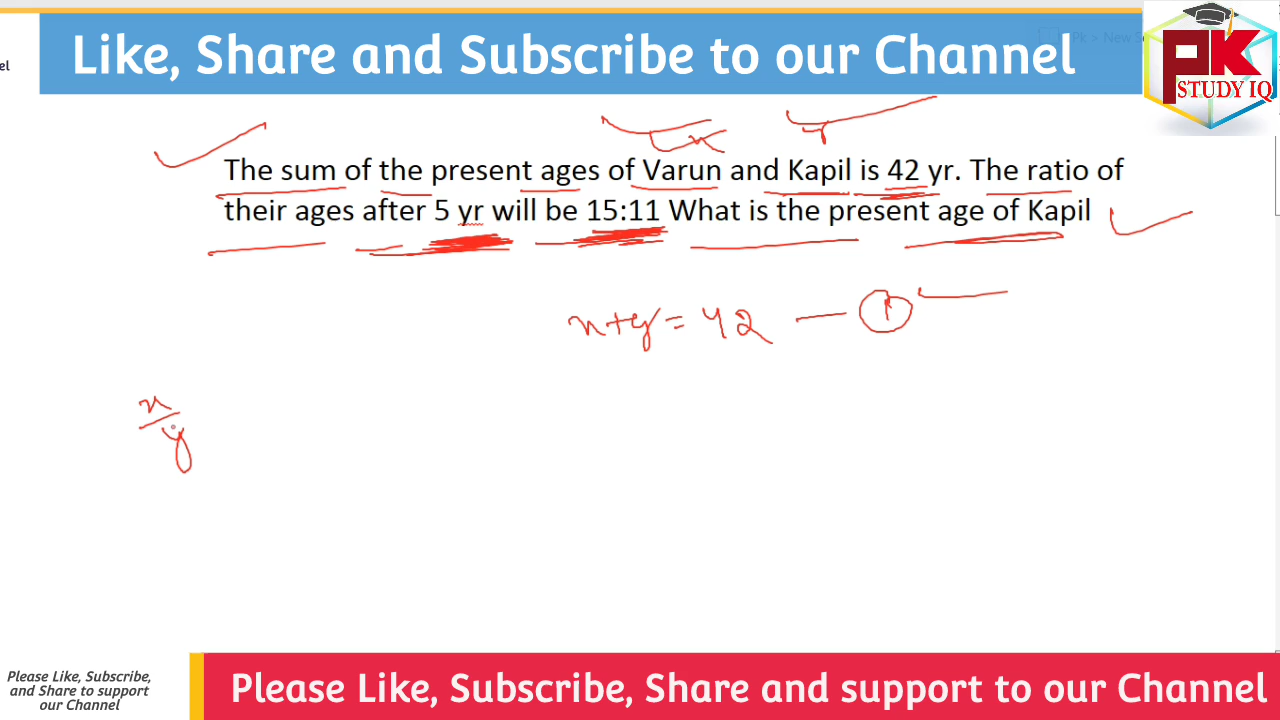 Like, Share and Subscribe to our Channel
PK
STUDY IQ
el
x
y
The sum of the present ages of Varun and Kapil is 42 yr. The ratio of
their ages after 5 yr will be 15:11 What is the present age of Kapil
x+y = 42 — 1
x
y
Please Like, Subscribe,
and Share to support
our Channel
Please Like, Subscribe, Share and support to our Channel